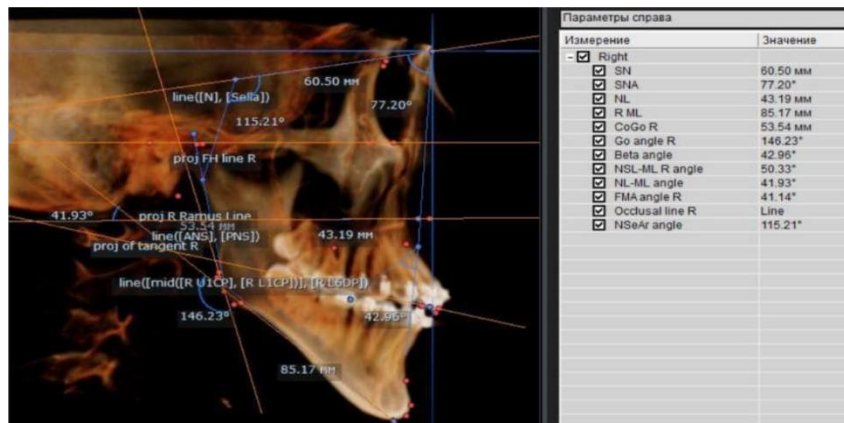 60.50 мм
line([N], [Sella])
77.20°
115.21°
proj FH line R
41.93°
proj R Ramus Line
53.54 мм
line([ANS], [PNS])
43.19 мм
proj of tangent R
line([mid([R U1CP], [R L1CP])], [R L6DP])
146.23°
42.96°
85.17 мм
Параметры справа
Измерение Значение
Right
SN 60.50 мм
SNA 77.20°
NL 43.19 мм
R ML 85.17 мм
CoGo R 53.54 мм
Go angle R 146.23°
Beta angle 42.96°
NSL-ML R angle 50.33°
NL-ML angle 41.93°
FMA angle R 41.14°
Occlusal line R Line
NSeAr angle 115.21°